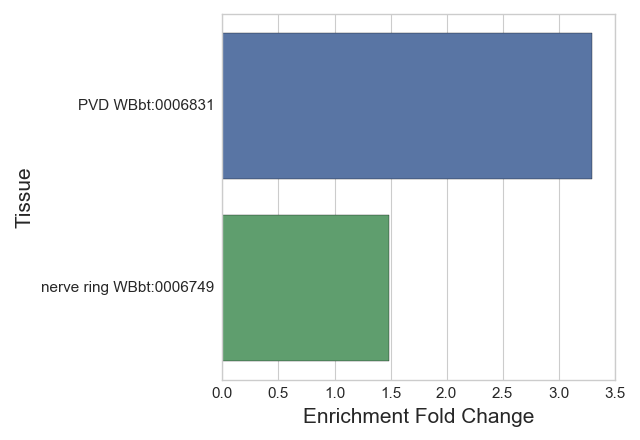 Tissue
PVD WBbt:0006831
nerve ring WBbt:0006749
0.0 0.5 1.0 1.5 2.0 2.5 3.0 3.5
Enrichment Fold Change